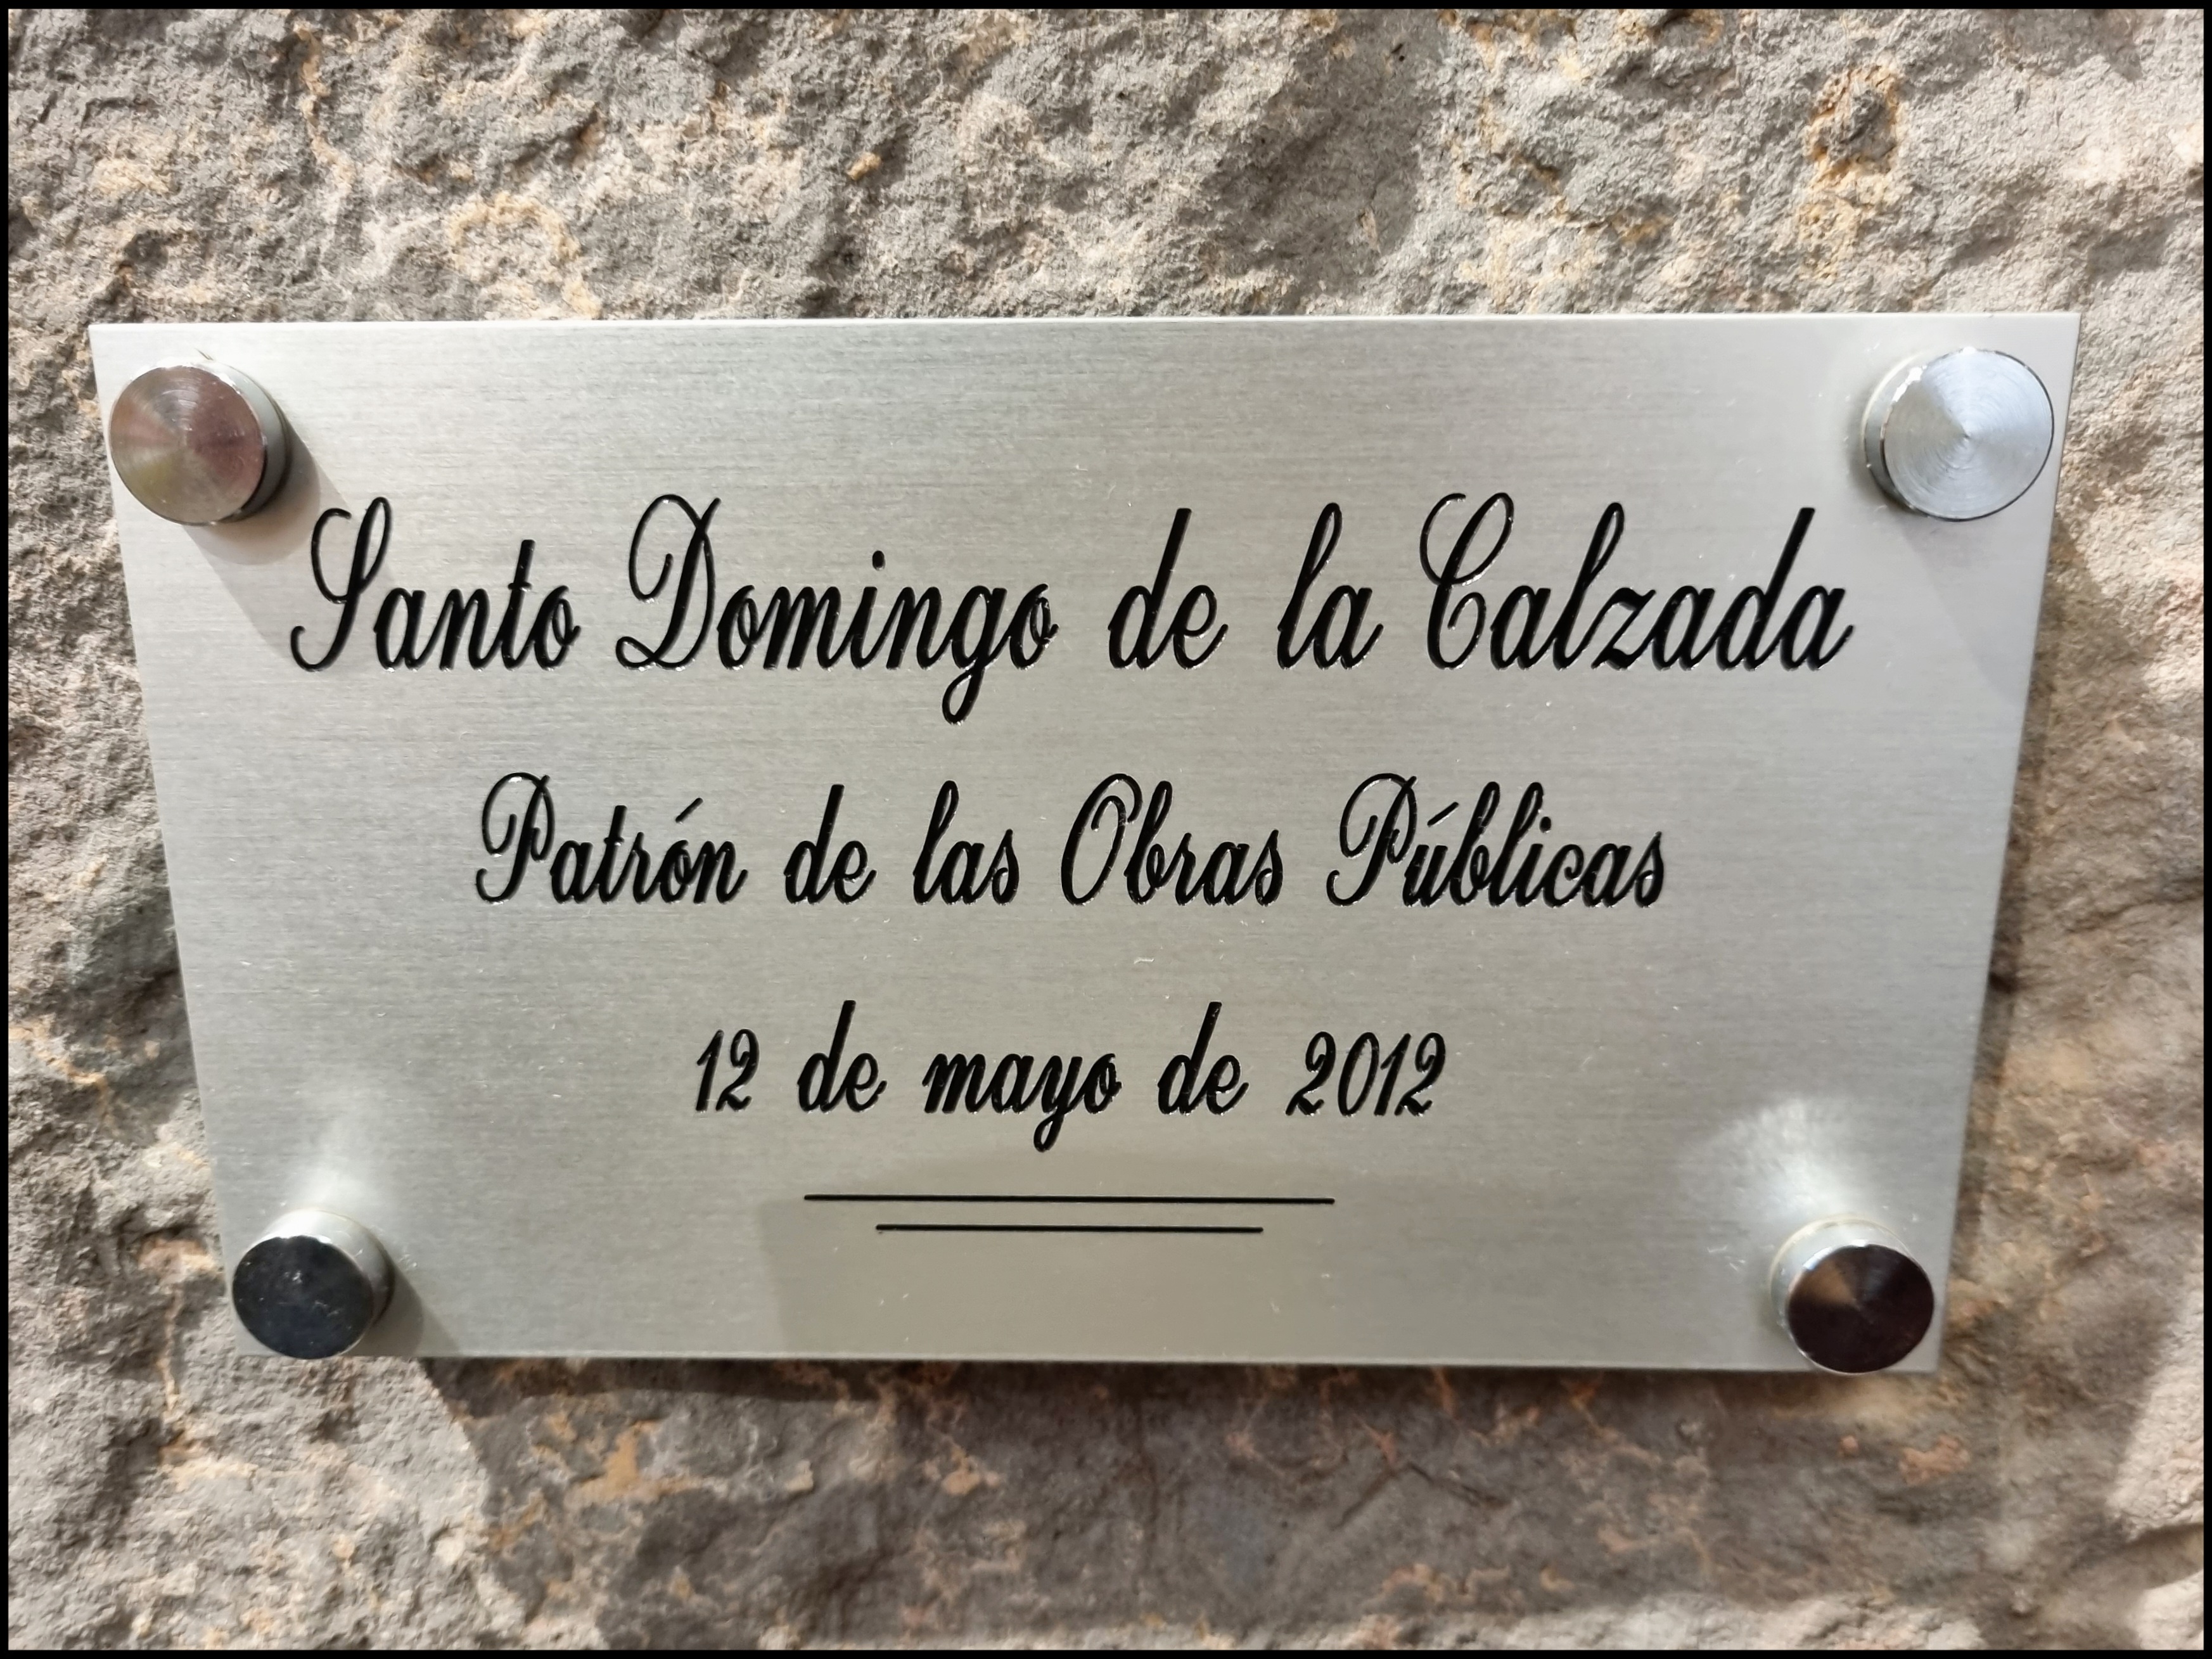 Santo Domingo de la Calzada
Patrón de las Obras Públicas
12 de mayo de 2012